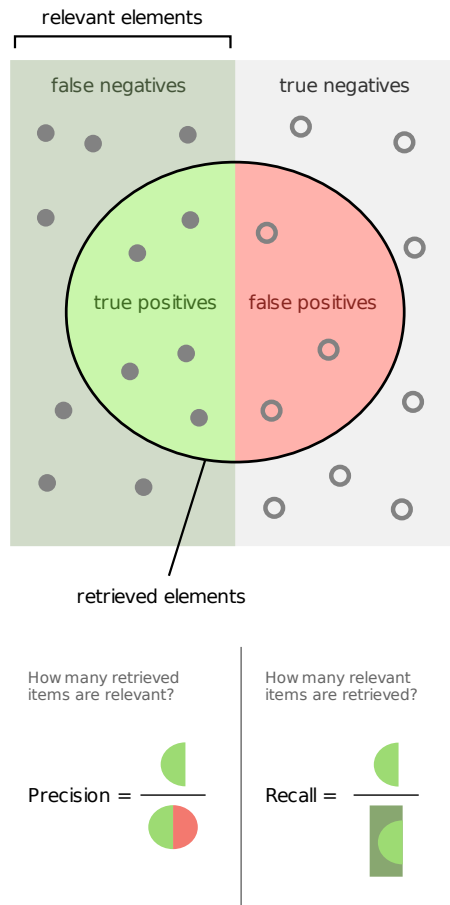 relevant elements
false negatives
true negatives
true positives
false positives
retrieved elements
How many retrieved
items are relevant?
How many relevant
items are retrieved?
Precision =
Recall =